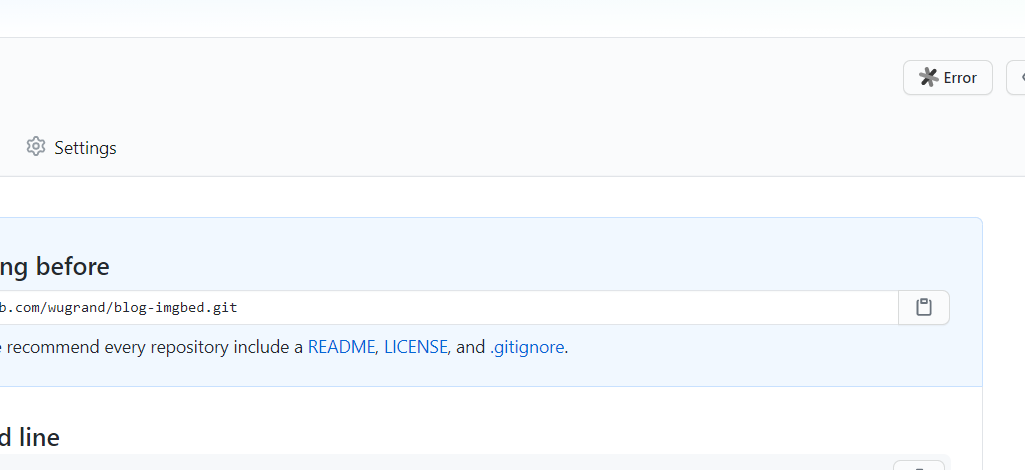 Error
Settings
ng before
b.com/wugrand/blog-imgbed.git
recommend every repository include a README, LICENSE, and .gitignore.
d line